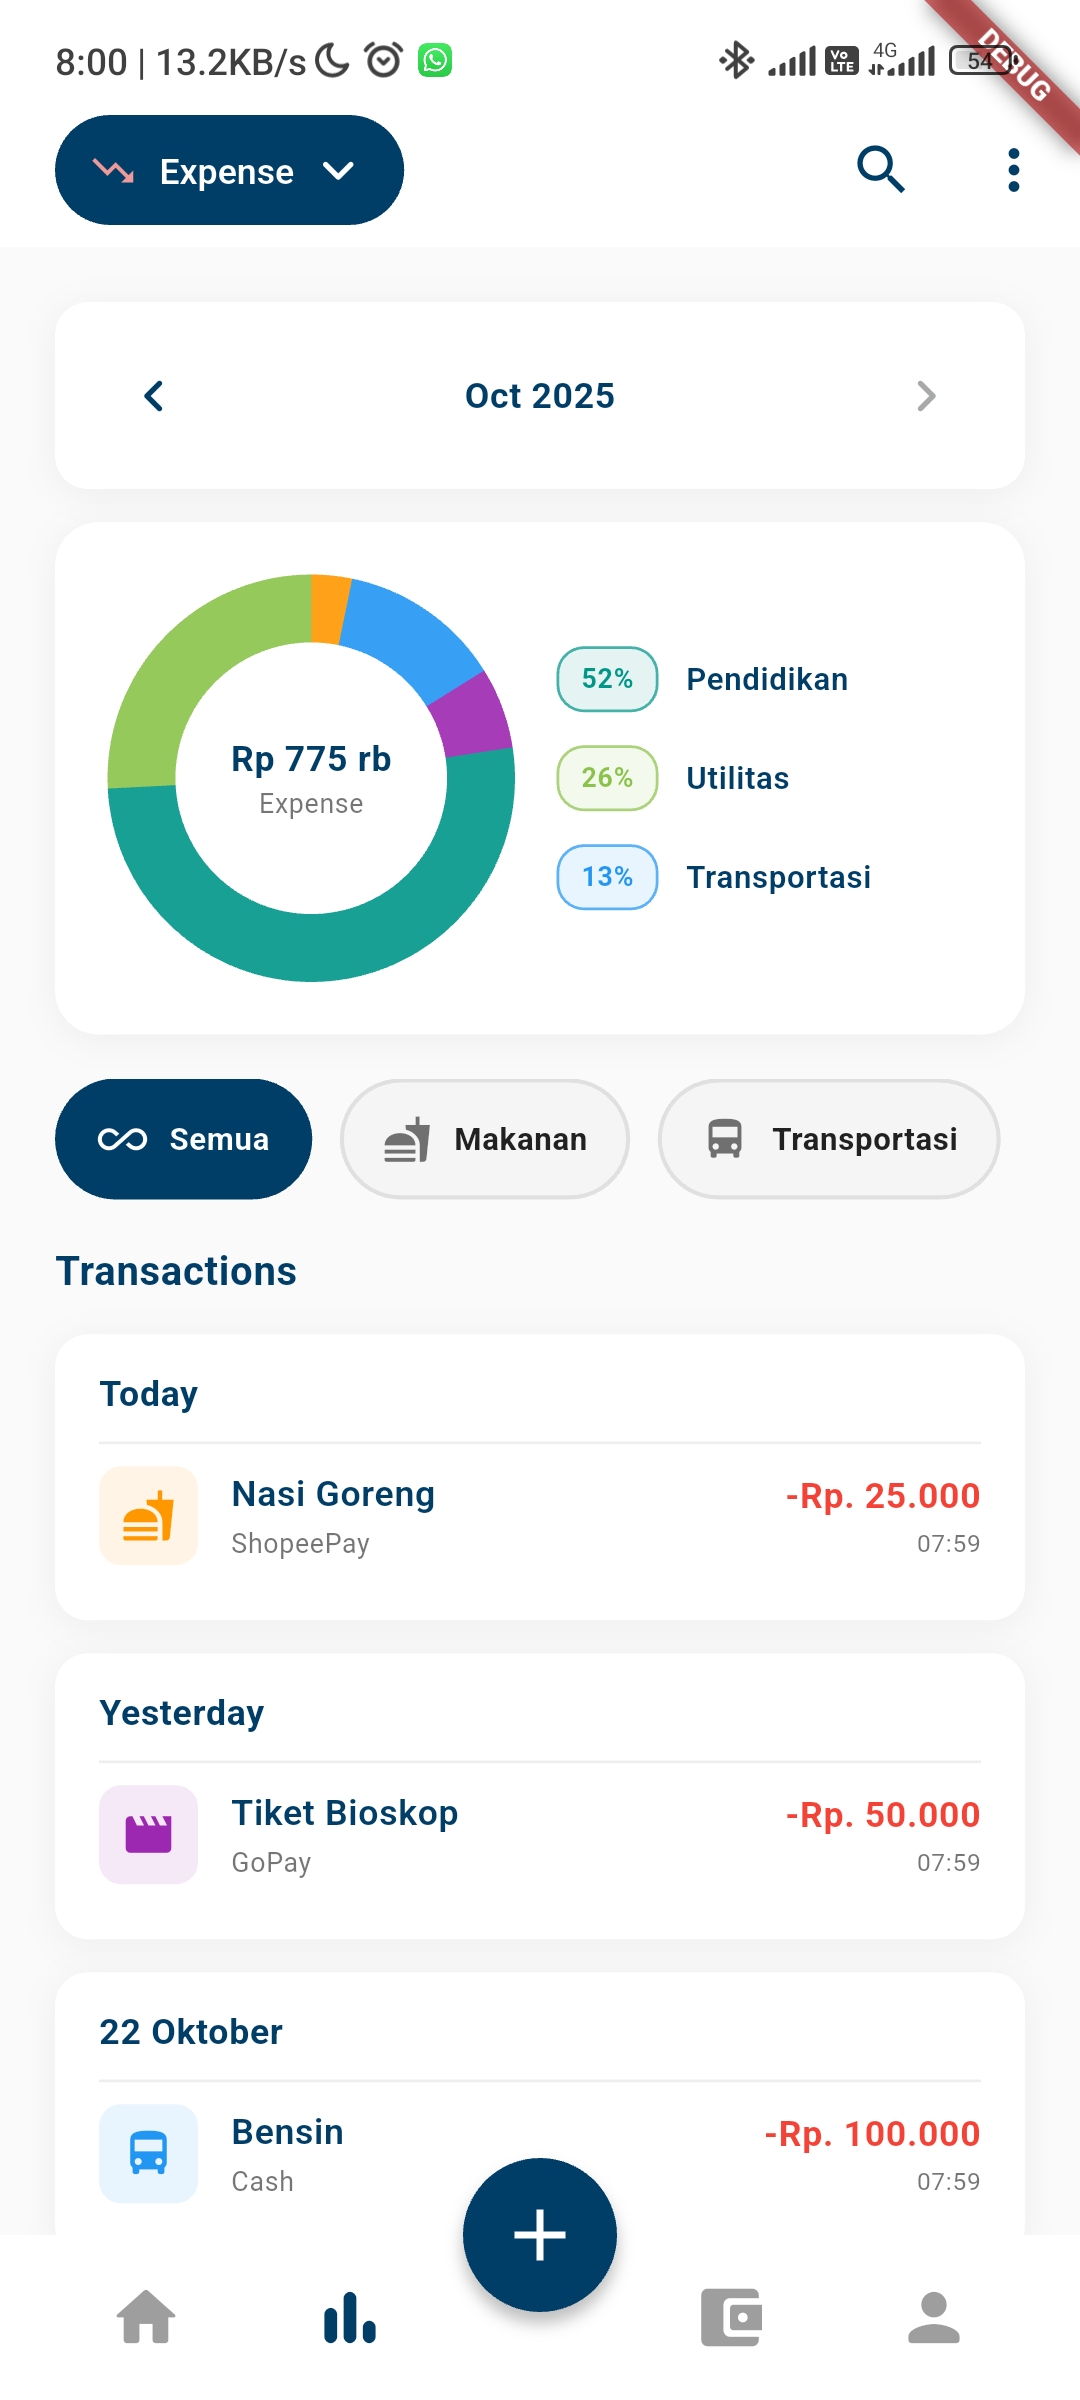 8:00 | 13.2KB/s
Vo LTE
4G
54
DEBUG
Expense
Oct 2025
Rp 775 rb
Expense
52% Pendidikan
26% Utilitas
13% Transportasi
Semua
Makanan
Transportasi
Transactions
Today
Nasi Goreng
-Rp. 25.000
ShopeePay
07:59
Yesterday
Tiket Bioskop
-Rp. 50.000
GoPay
07:59
22 Oktober
Bensin
-Rp. 100.000
Cash
07:59